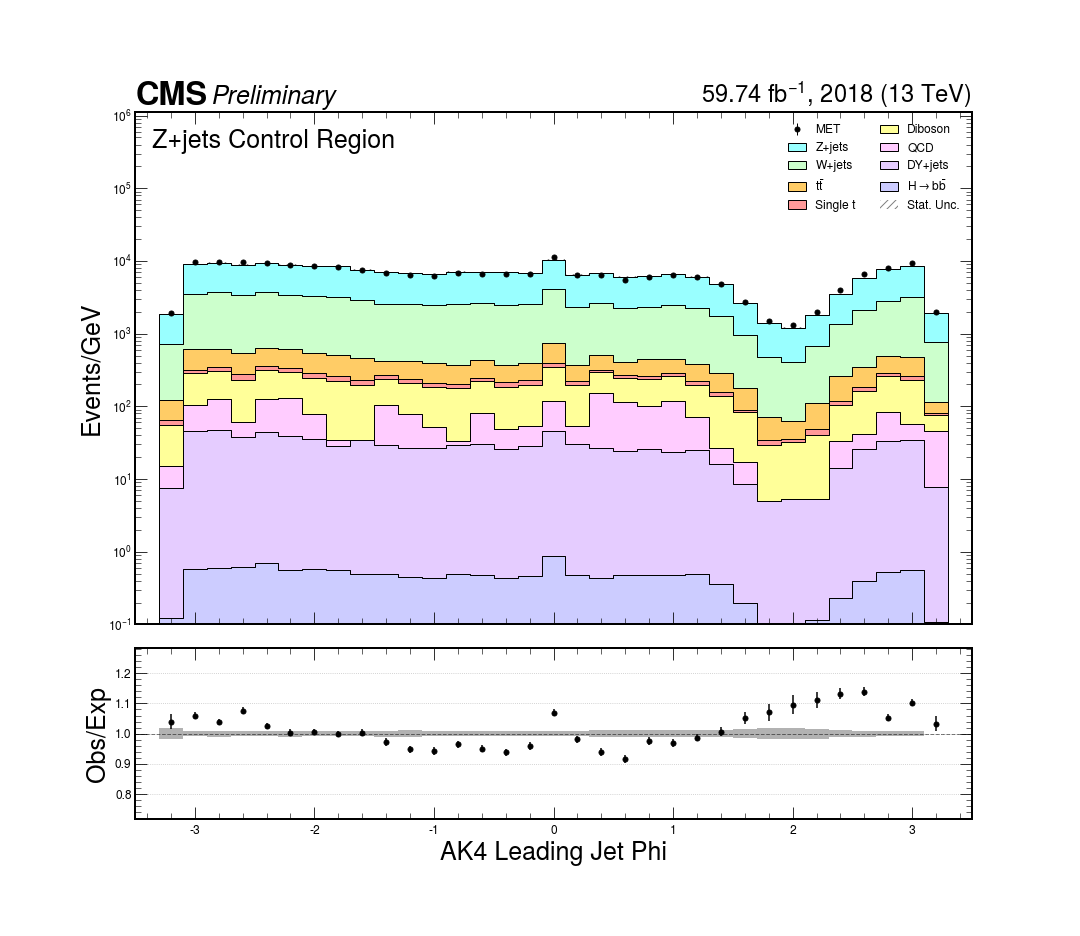 CMS Preliminary
59.74 fb⁻¹, 2018 (13 TeV)
Z+jets Control Region
MET
Z+jets
W+jets
tt̄
Single t
Diboson
QCD
DY+jets
H→bb̄
Stat. Unc.
Events/GeV
10⁶
10⁵
10⁴
10³
10²
10¹
10⁰
10⁻¹
Obs/Exp
1.2
1.1
1.0
0.9
0.8
-3 -2 -1 0 1 2 3
AK4 Leading Jet Phi